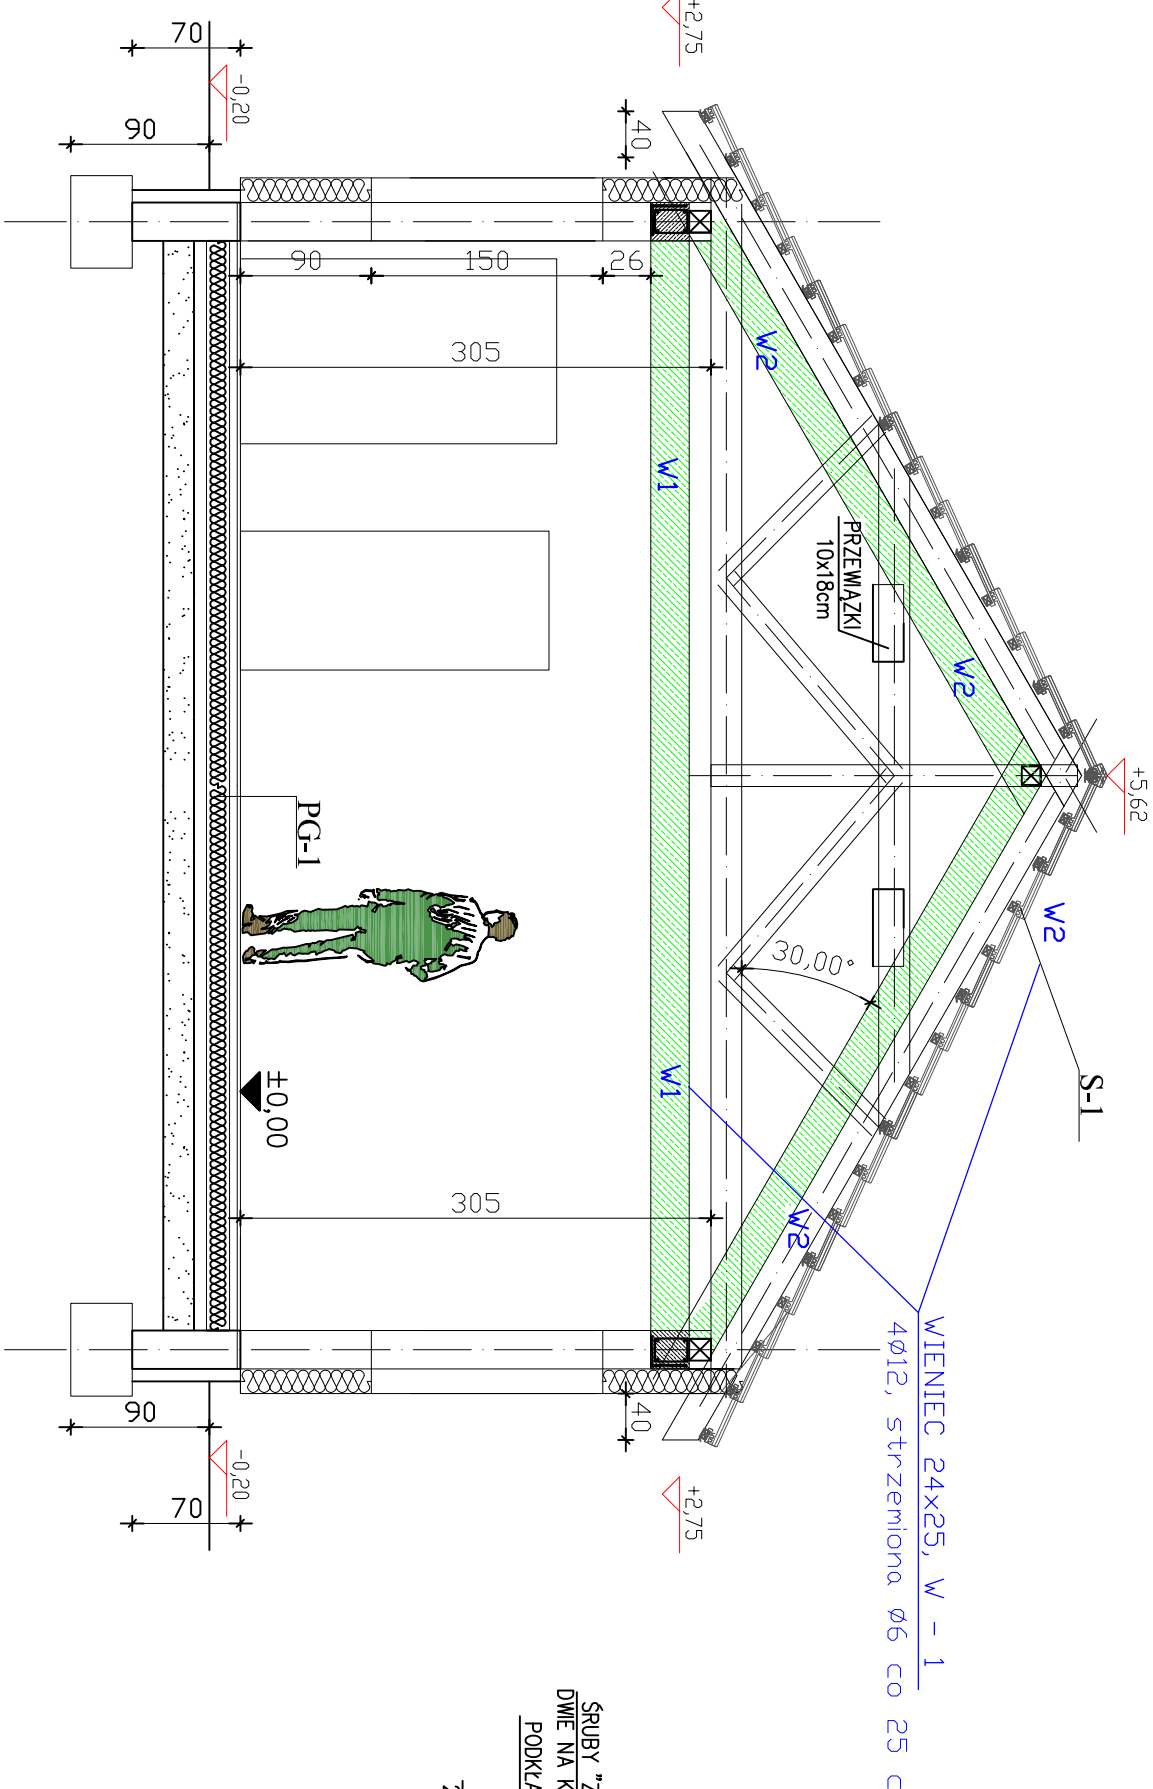 +5,62
W2
S-1
WIENIEC 24x25, W - 1
4Ø12, strzemiona Ø6 co 25
W2
PRZEWIĄZKI
10x18cm
30,00°
W2
W2
+2,75
+2,75
W1
W1
40
40
26
150
90
305
305
PG-1
±0,00
70
-0,20
90
-0,20
70
90
ŚRUBY
DWIE NA